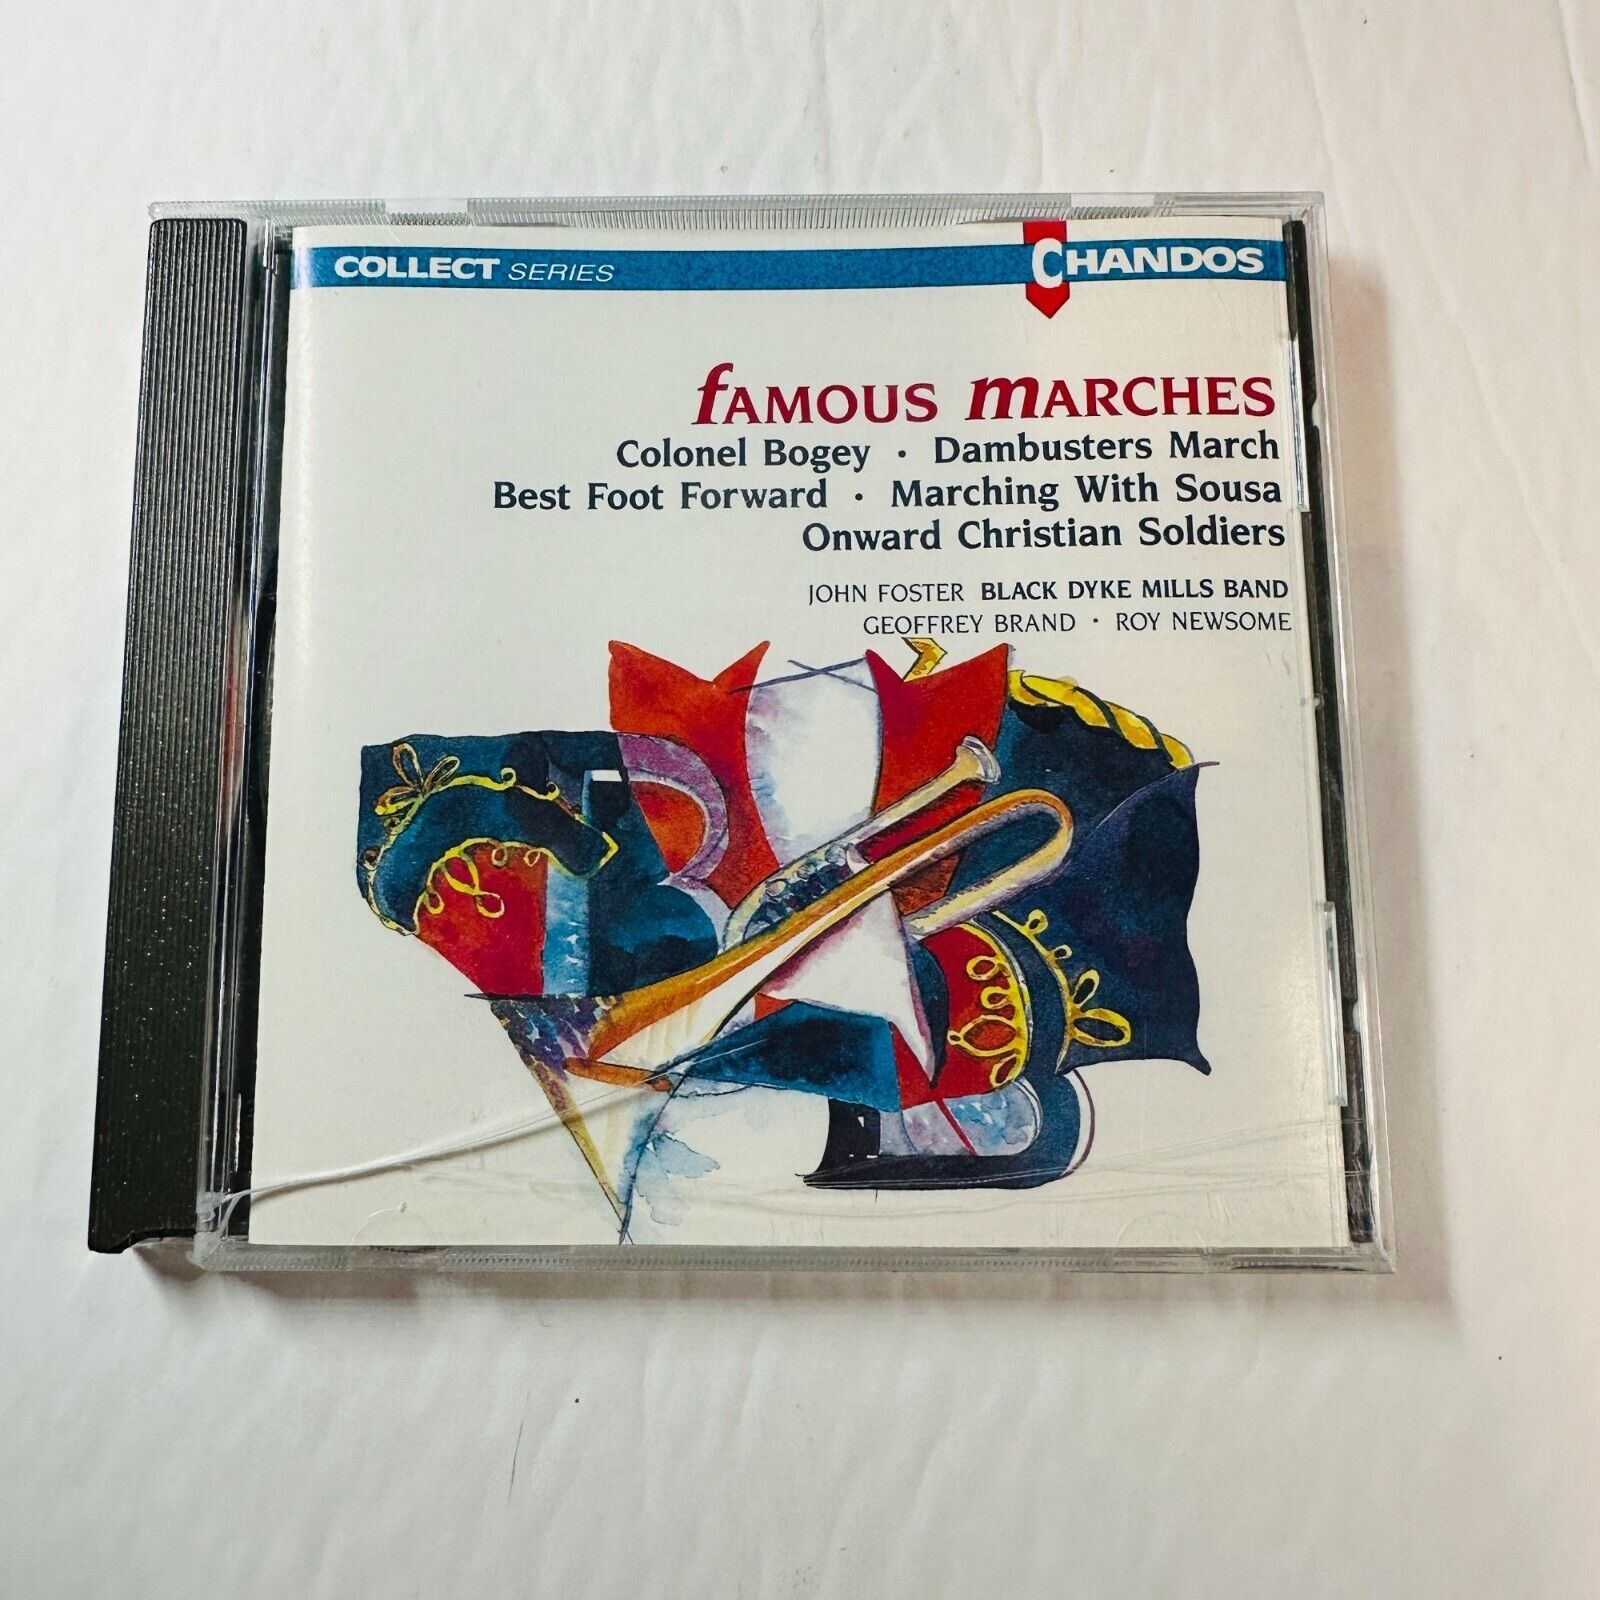 COLLECT SERIES CHANDOS
fAMOUS mARCHES
Colonel Bogey · Dambusters March
Best Foot Forward · Marching With Sousa
Onward Christian Soldiers
JOHN FOSTER BLACK DYKE MILLS BAND
GEOFFREY BRAND · ROY NEWSOME